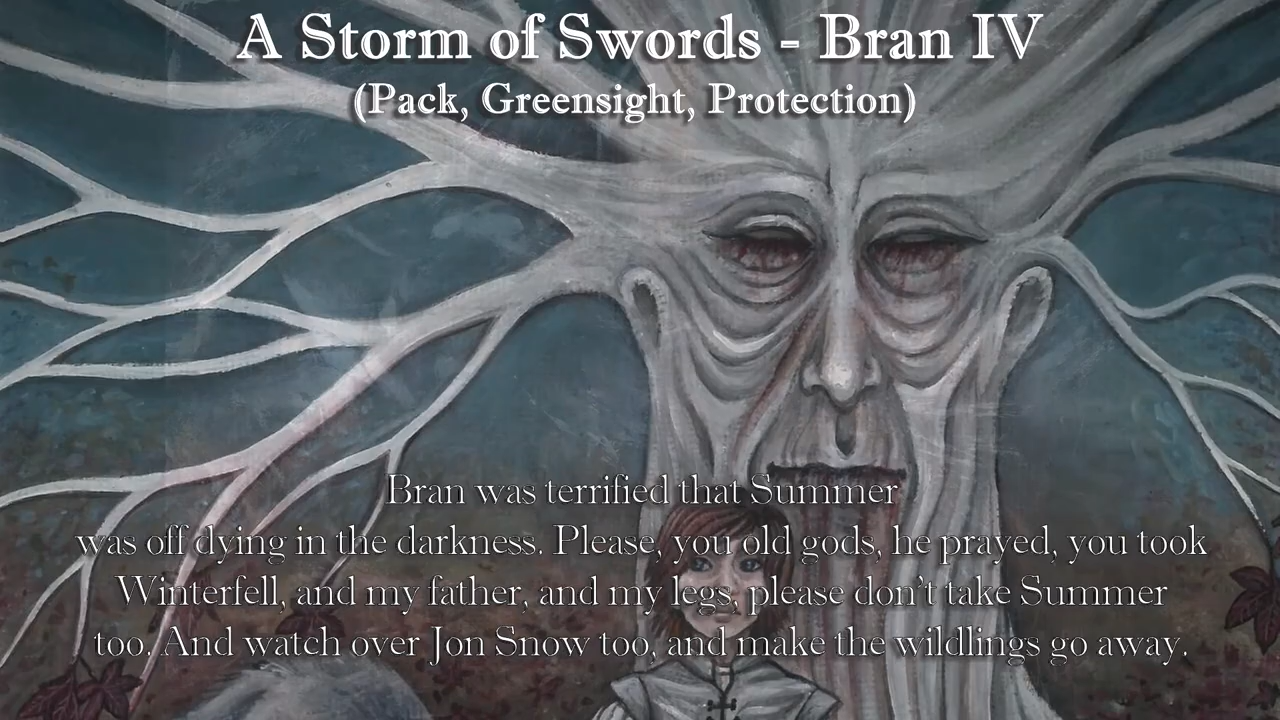 A Storm of Swords - Bran IV
(Pack, Greensight, Protection)
Bran was terrified that Summer
was off dying in the darkness. Please, you old gods, he prayed, you took
Winterfell, and my father, and my legs, please don't take Summer
too. And watch over Jon Snow too, and make the wildlings go away.